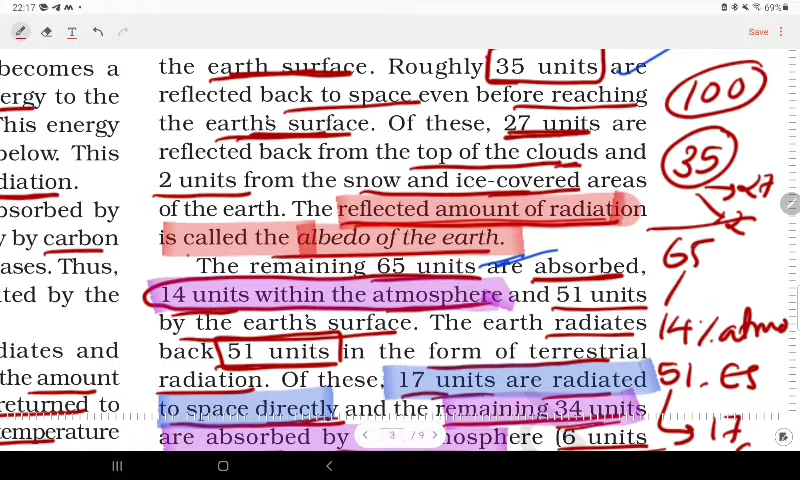 22:17
69%
T
Save
becomes a
ergy to the
This energy
below. This
diation.
bsorbed by
y by carbon
ases. Thus,
ted by the
diates and
the amount
returned to
temperature
the earth surface. Roughly 35 units are
reflected back to space even before reaching
the earth's surface. Of these, 27 units are
reflected back from the top of the clouds and
2 units from the snow and ice-covered areas
of the earth. The reflected amount of radiation
is called the albedo of the earth.
The remaining 65 units are absorbed,
14 units within the atmosphere and 51 units
by the earth's surface. The earth radiates
back 51 units in the form of terrestrial
radiation. Of these, 17 units are radiated
to space directly and the remaining 34 units
are absorbed by mosphere (6 units
3 / 9
100
35
27
2
65
14% atmo
51. ES
17